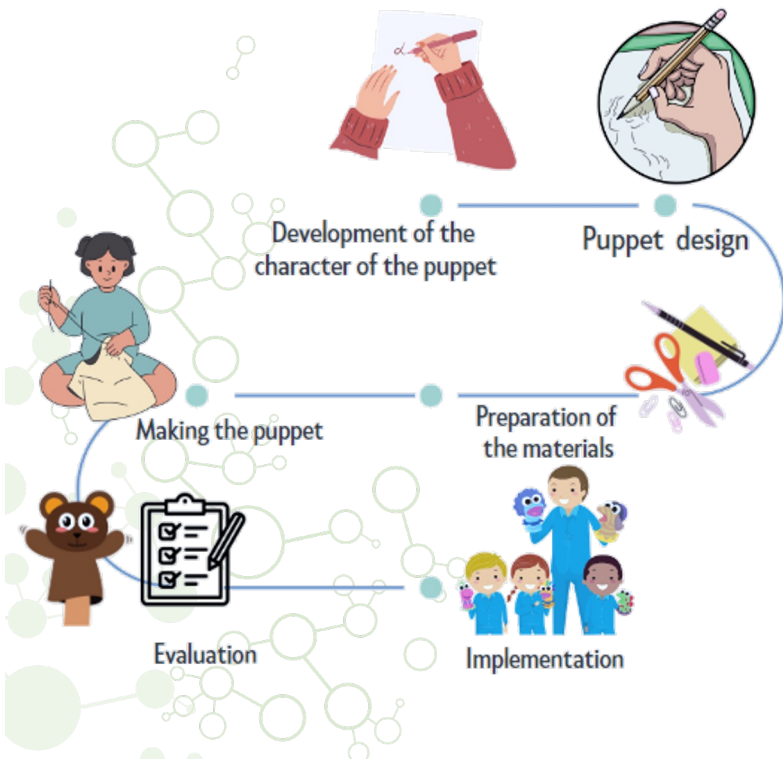 Development of the
character of the puppet
Puppet design
Preparation of
the materials
Making the puppet
Evaluation
Implementation